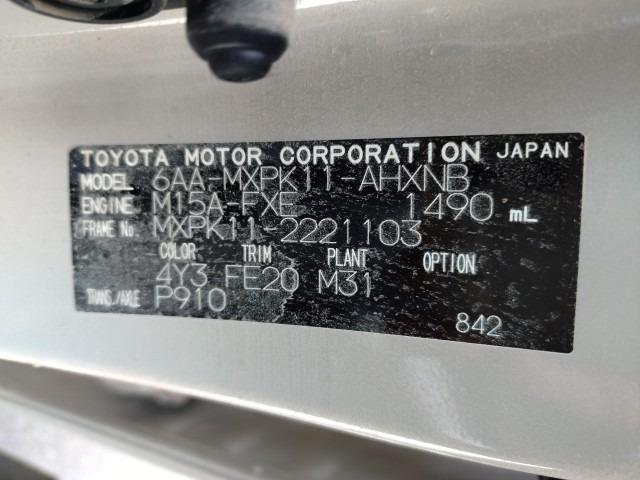 TOYOTA MOTOR CORPORATION JAPAN
MODEL 6AA-MXPK11-AHXNB
ENGINE M15A-FXE 1490 mL
FRAME No. MXPK11-2221103
COLOR TRIM PLANT OPTION
4Y3 FE20 M31
TRANS./AXLE P910
842